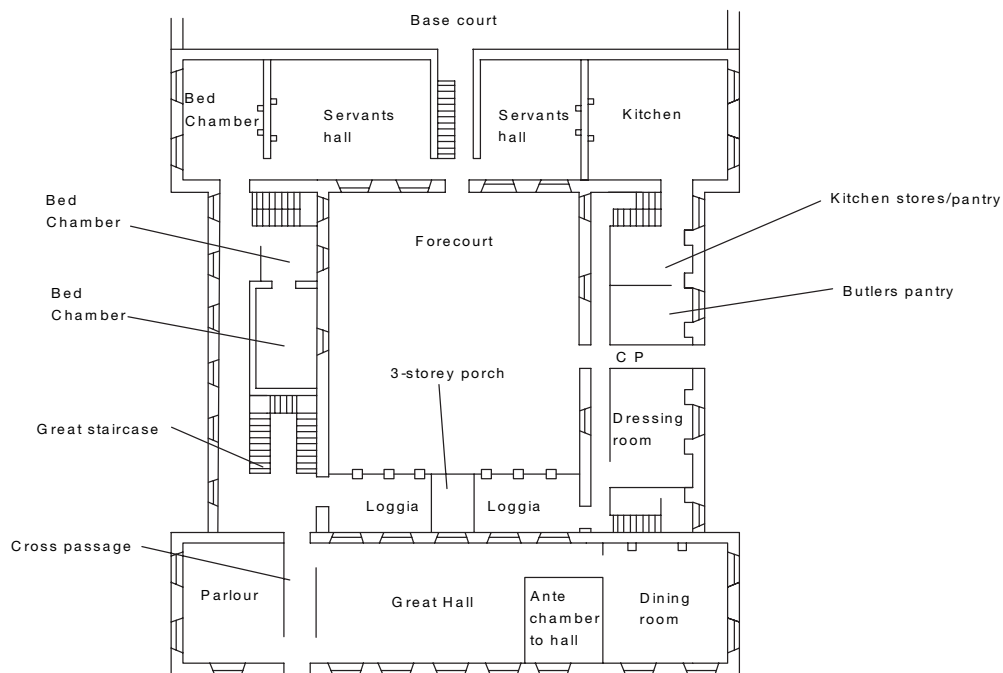 Base court
Bed
Chamber
Servants
hall
Servants
hall
Kitchen
Bed
Chamber
Kitchen stores/pantry
Forecourt
Bed
Chamber
Butlers pantry
C P
3-storey porch
Great staircase
Dressing
room
Loggia
Loggia
Cross passage
Parlour
Great Hall
Ante
chamber
to hall
Dining
room